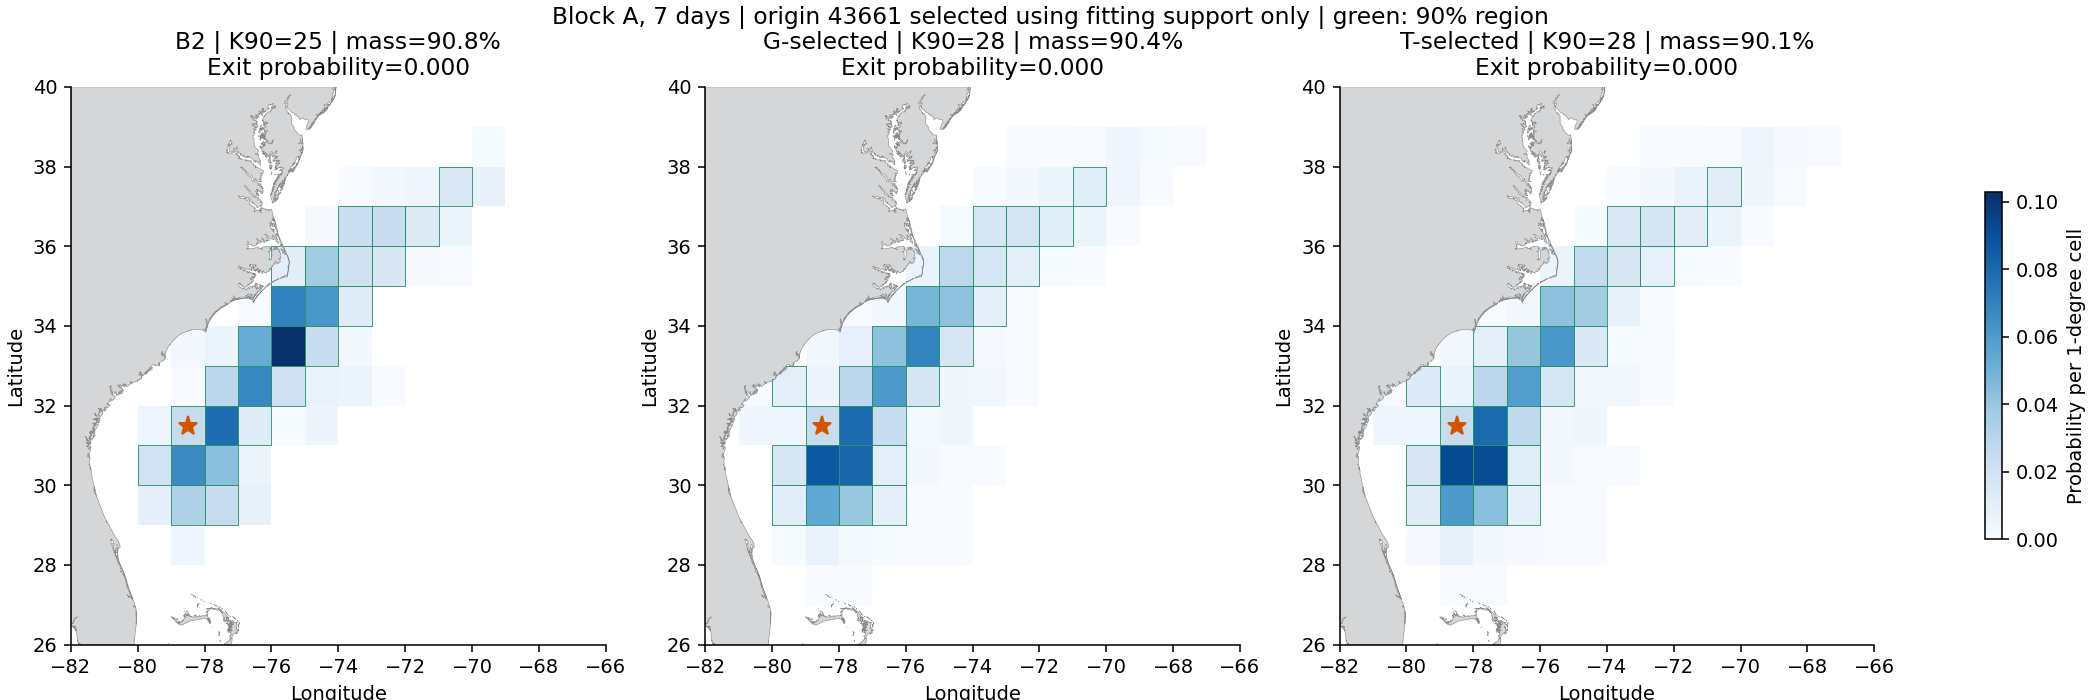 Block A, 7 days | origin 43661 selected using fitting support only | green: 90% region
B2 | K90=25 | mass=90.8%
Exit probability=0.000
G-selected | K90=28 | mass=90.4%
Exit probability=0.000
T-selected | K90=28 | mass=90.1%
Exit probability=0.000
40
38
36
34
32
30
28
26
Latitude
−82 −80 −78 −76 −74 −72 −70 −68 −66
Longitude
40
38
36
34
32
30
28
26
Latitude
−82 −80 −78 −76 −74 −72 −70 −68 −66
Longitude
40
38
36
34
32
30
28
26
Latitude
−82 −80 −78 −76 −74 −72 −70 −68 −66
Longitude
0.10
0.08
0.06
0.04
0.02
0.00
Probability per 1-degree cell